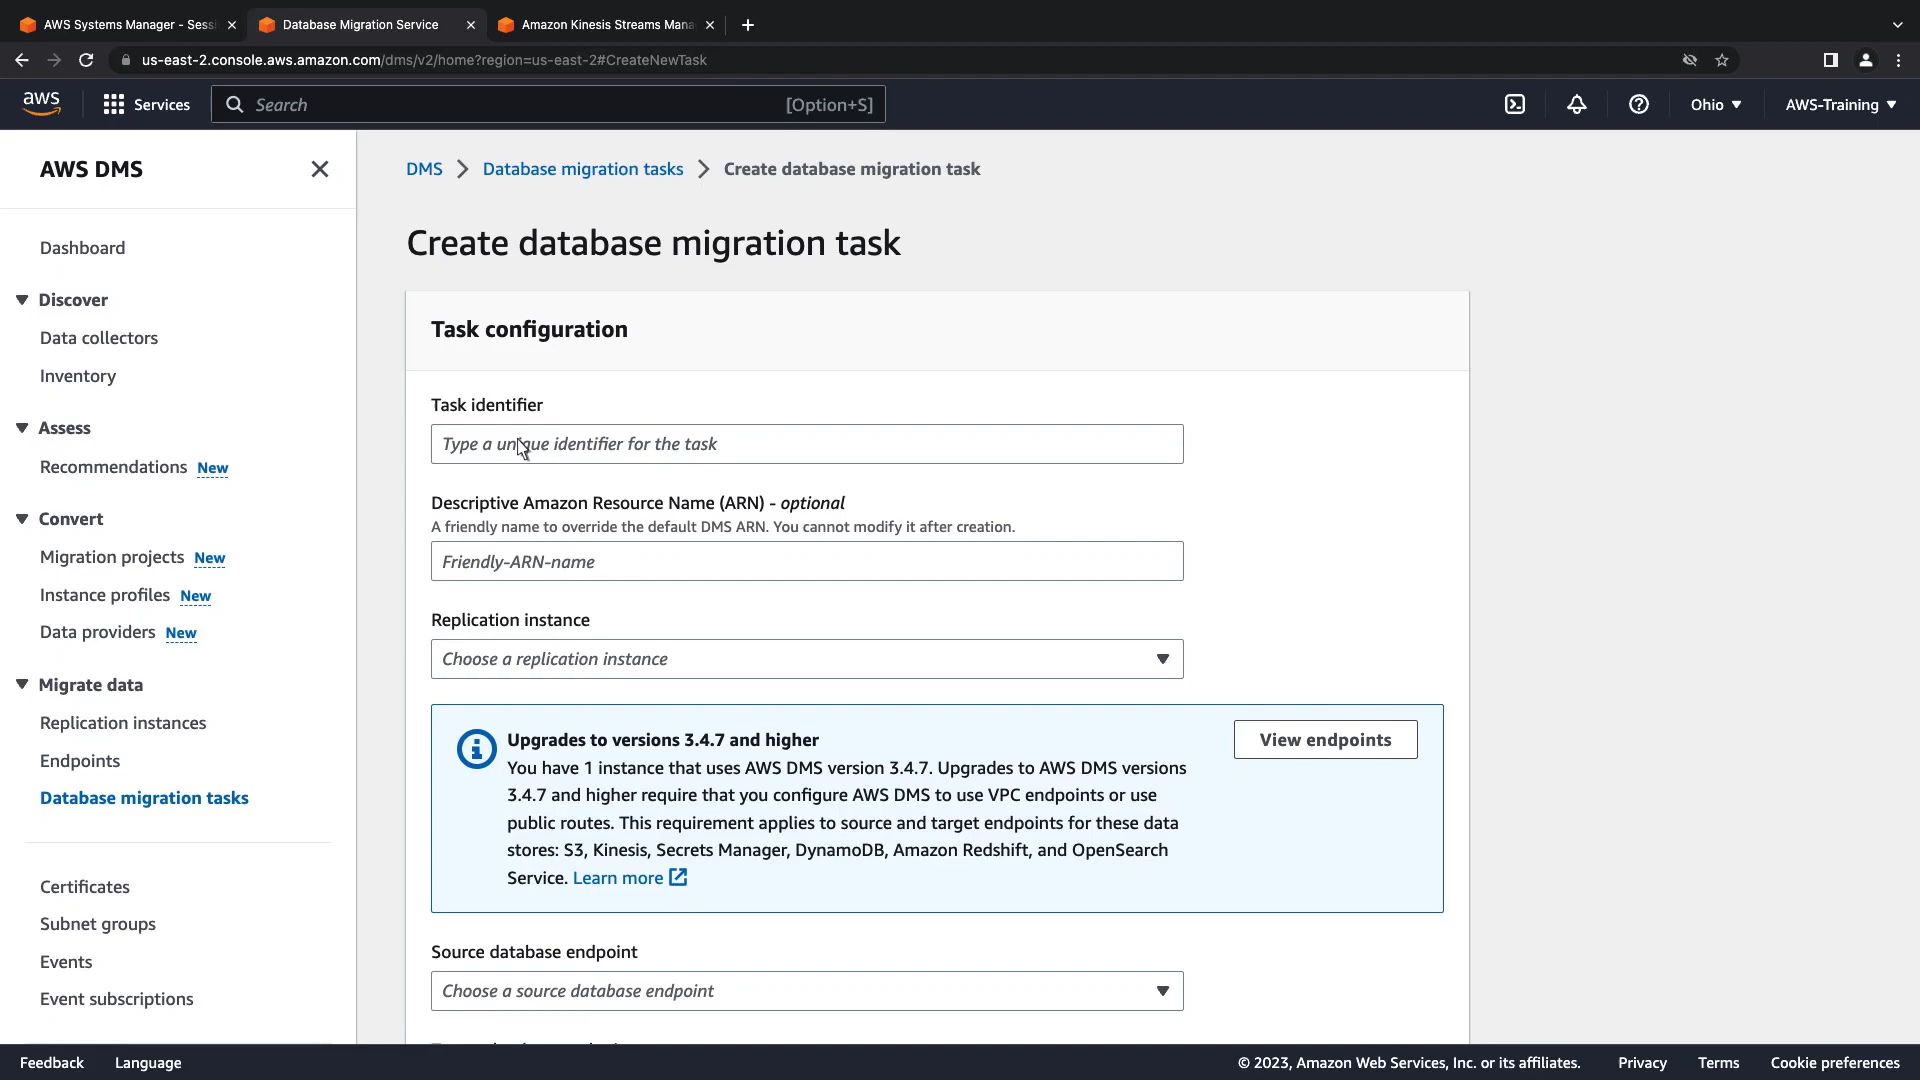 AWS Systems Manager - Sess
Database Migration Service
Amazon Kinesis Streams Mana
us-east-2.console.aws.amazon.com/dms/v2/home?region=us-east-2#CreateNewTask
aws
Services
Search
[Option+S]
Ohio
AWS-Training
AWS DMS
Dashboard
Discover
Data collectors
Inventory
Assess
Recommendations New
Convert
Migration projects New
Instance profiles New
Data providers New
Migrate data
Replication instances
Endpoints
Database migration tasks
Certificates
Subnet groups
Events
Event subscriptions
DMS > Database migration tasks > Create database migration task
Create database migration task
Task configuration
Task identifier
Type a unique identifier for the task
Descriptive Amazon Resource Name (ARN) - optional
A friendly name to override the default DMS ARN. You cannot modify it after creation.
Friendly-ARN-name
Replication instance
Choose a replication instance
Upgrades to versions 3.4.7 and higher
You have 1 instance that uses AWS DMS version 3.4.7. Upgrades to AWS DMS versions
3.4.7 and higher require that you configure AWS DMS to use VPC endpoints or use
public routes. This requirement applies to source and target endpoints for these data
stores: S3, Kinesis, Secrets Manager, DynamoDB, Amazon Redshift, and OpenSearch
Service. Learn more
View endpoints
Source database endpoint
Choose a source database endpoint
Feedback
Language
© 2023, Amazon Web Services, Inc. or its affiliates.
Privacy
Terms
Cookie preferences